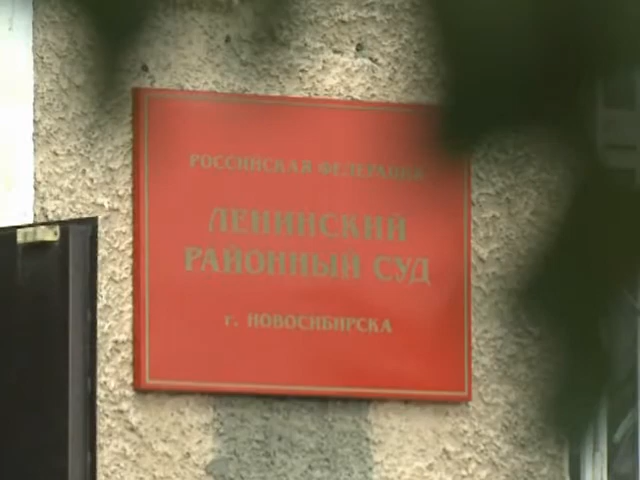 РОССИЙСКАЯ ФЕДЕРАЦИЯ
ЛЕНИНСКИЙ
РАЙОННЫЙ СУД
г. НОВОСИБИРСКА